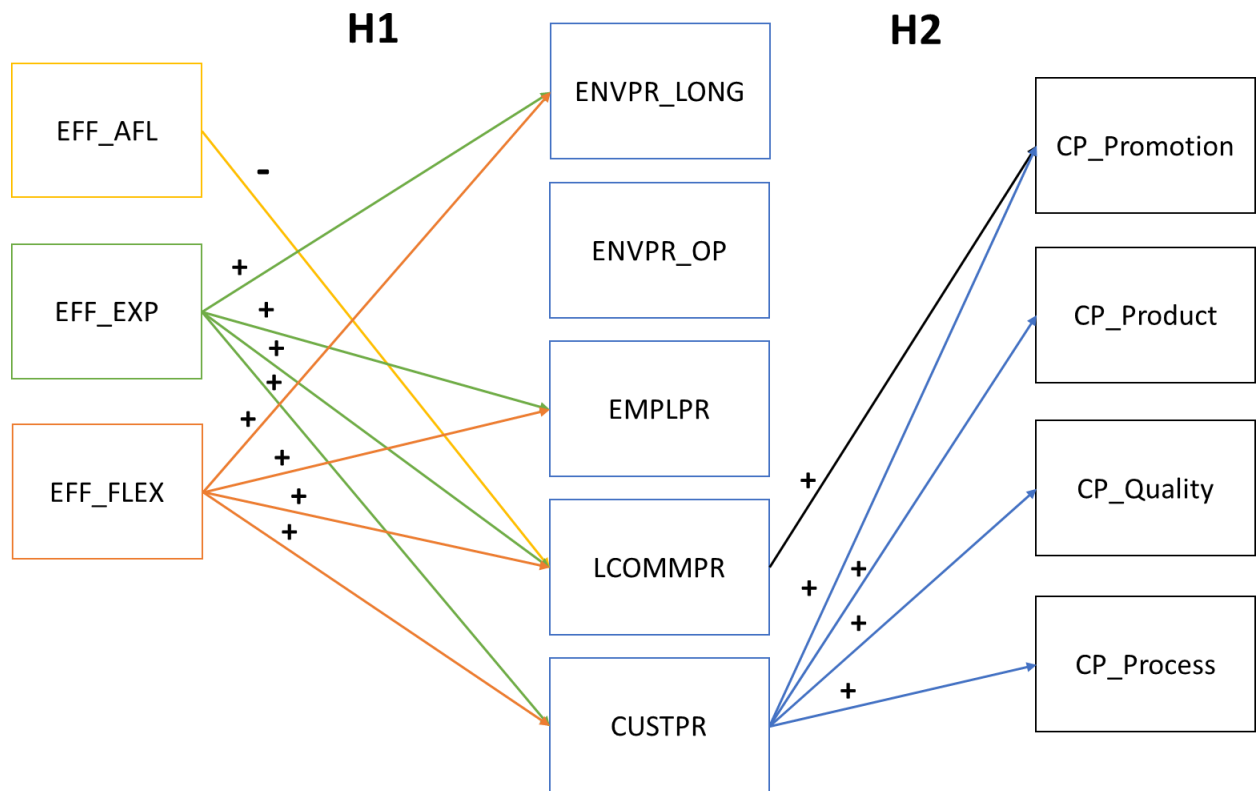 H1
H2
EFF_AFL
EFF_EXP
EFF_FLEX
-
+
+
+
+
+
+
+
+
ENVPR_LONG
ENVPR_OP
EMPLPR
LCOMMPR
CUSTPR
+
+
+
+
+
CP_Promotion
CP_Product
CP_Quality
CP_Process